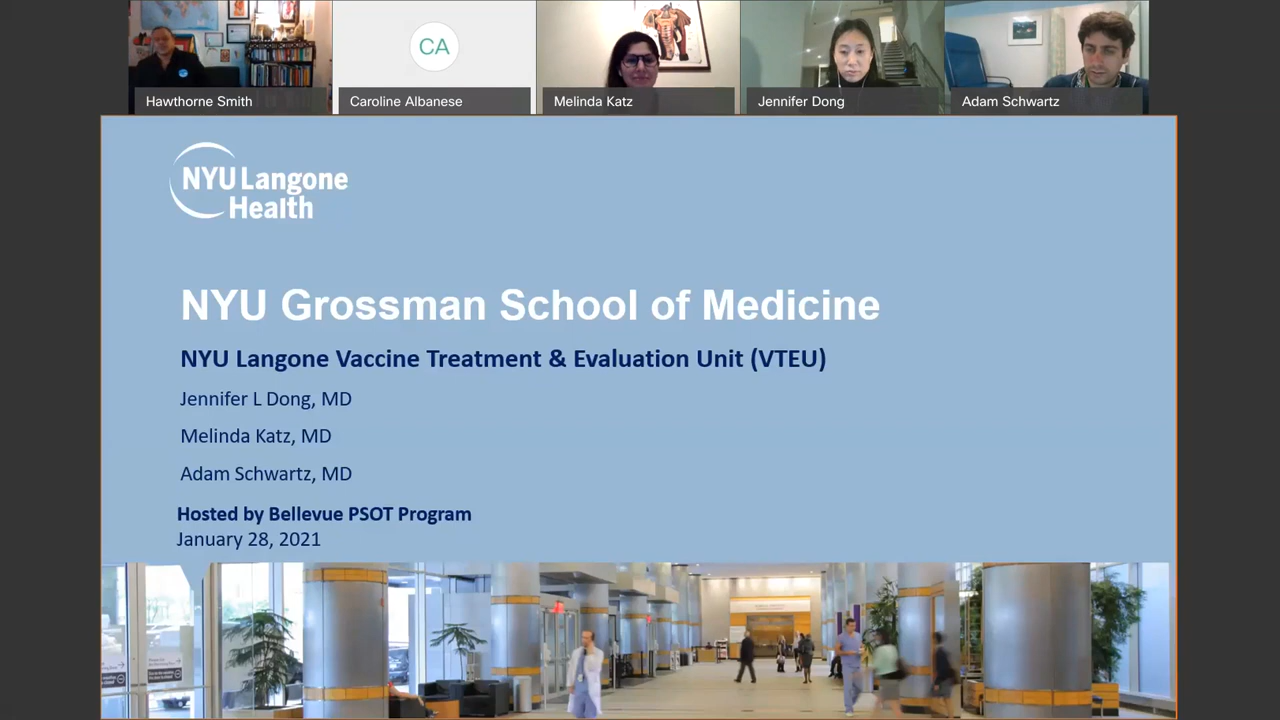 Hawthorne Smith
CA
Caroline Albanese
Melinda Katz
Jennifer Dong
Adam Schwartz
NYU Langone
Health
NYU Grossman School of Medicine
NYU Langone Vaccine Treatment & Evaluation Unit (VTEU)
Jennifer L Dong, MD
Melinda Katz, MD
Adam Schwartz, MD
Hosted by Bellevue PSOT Program
January 28, 2021